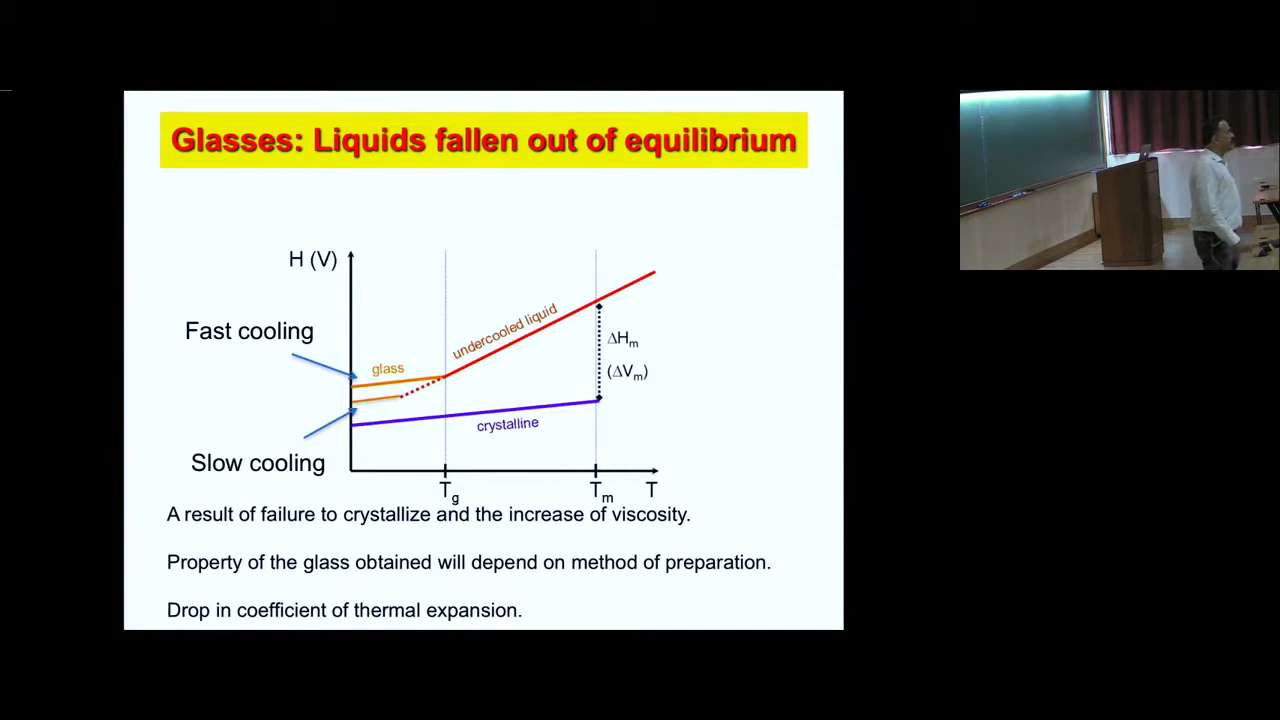 Glasses: Liquids fallen out of equilibrium
H (V)
Fast cooling
glass
undercooled liquid
ΔHm
(ΔVm)
crystalline
Slow cooling
Tg
Tm
T
A result of failure to crystallize and the increase of viscosity.
Property of the glass obtained will depend on method of preparation.
Drop in coefficient of thermal expansion.